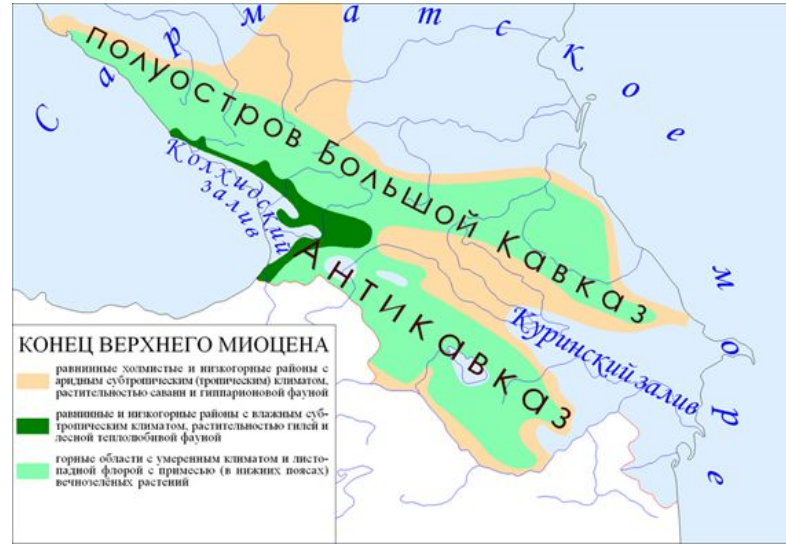 Сарматское море
полуостров Большой Кавказ
Колхидский
залив
Антикавказ
Куринский залив
КОНЕЦ ВЕРХНЕГО МИОЦЕНА
равнинные холмистые и низкогорные районы с
аридным субтропическим (тропическим) климатом,
растительностью саванн и гиппарионовой фауной
равнинные и низкогорные районы с влажным суб-
тропическим климатом, растительностью гилей и
лесной теплолюбивой фауной
горные области с умеренным климатом и листо-
падной флорой с примесью (в нижних поясах)
вечнозелёных растений